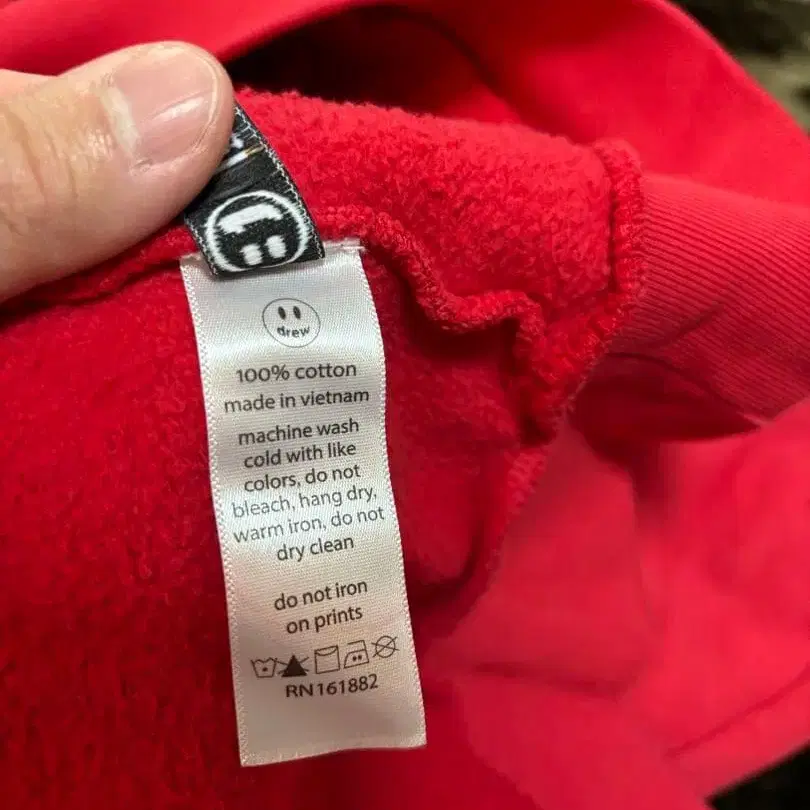 drew
100% cotton
made in vietnam
machine wash
cold with like
colors, do not
bleach, hang dry,
warm iron, do not
dry clean
do not iron
on prints
RN161882